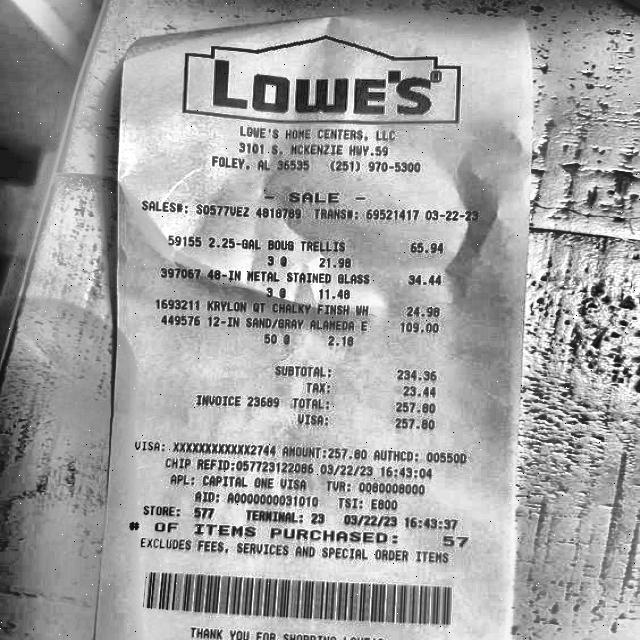 LOWE'S®
LOWE'S HOME CENTERS, LLC
3101 S. MCKENZIE HWY.59
FOLEY, AL 36535 (251) 970-5300
- SALE -
SALES#: S0577VEZ 4818789 TRANS#: 69521417 03-22-23
59155 2.25-GAL BOUG TRELLIS 65.94
3 @ 21.98
397067 48-IN METAL STAINED GLASS 34.44
3 @ 11.48
1693211 KRYLON QT CHALKY FINSH WH 24.98
449576 12-IN SAND/GRAY ALAMEDA E 109.00
50 @ 2.18
SUBTOTAL: 234.36
TAX: 23.44
INVOICE 23689 TOTAL: 257.80
VISA: 257.80
VISA: XXXXXXXXXXXX2744 AMOUNT:257.80 AUTHCD: 00550D
CHIP REFID:057723122086 03/22/23 16:43:04
APL: CAPITAL ONE VISA TVR: 0080008000
AID: A0000000031010 TSI: E800
STORE: 577 TERMINAL: 23 03/22/23 16:43:37
# OF ITEMS PURCHASED: 57
EXCLUDES FEES, SERVICES AND SPECIAL ORDER ITEMS
THANK YOU FOR SHOPPING LOWE'S